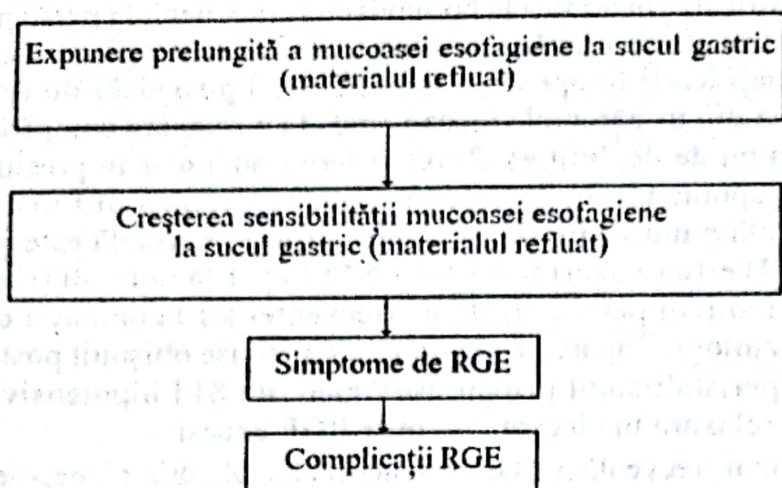 Expunere prelungită a mucoasei esofagiene la sucul gastric
(materialul refluat)
Creşterea sensibilităţii mucoasei esofagiene
la sucul gastric (materialul refluat)
Simptome de RGE
Complicaţii RGE